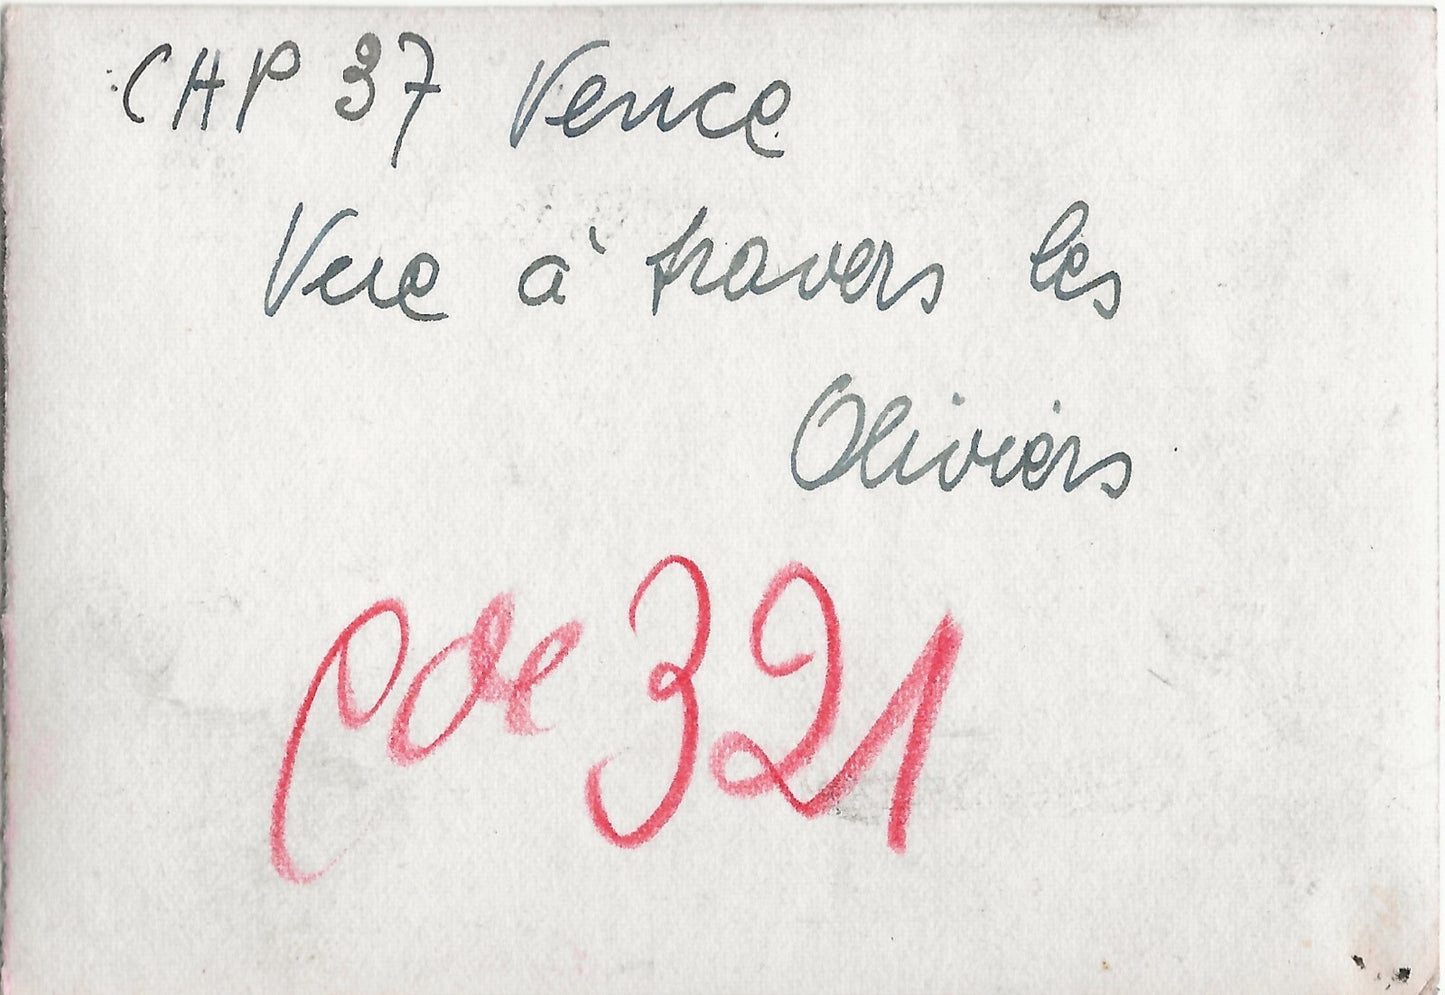 CHP 37 Vence
Vue à travers les
Oliviers
Cde 321